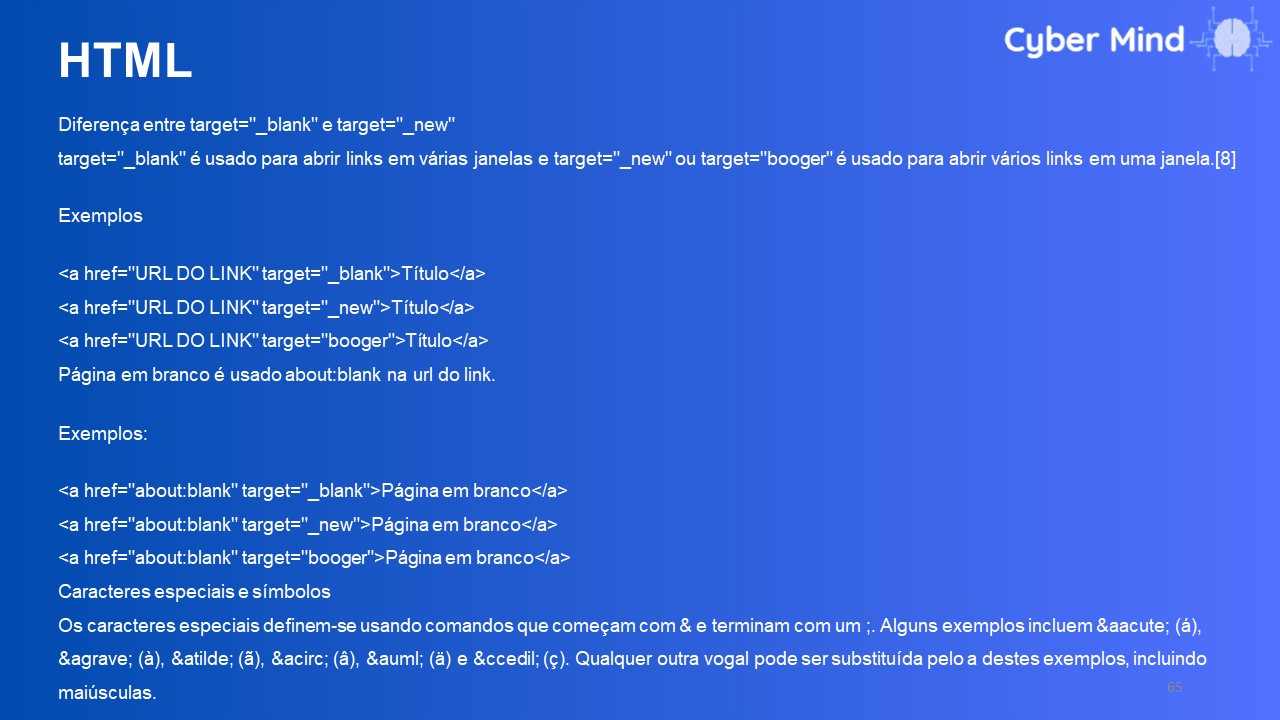 Cyber Mind
HTML
Diferença entre target="_blank" e target="_new"
target="_blank" é usado para abrir links em várias janelas e target="_new" ou target="booger" é usado para abrir vários links em uma janela.[8]
Exemplos
<a href="URL DO LINK" target="_blank">Título</a>
<a href="URL DO LINK" target="_new">Título</a>
<a href="URL DO LINK" target="booger">Título</a>
Página em branco é usado about:blank na url do link.
Exemplos:
<a href="about:blank" target="_blank">Página em branco</a>
<a href="about:blank" target="_new">Página em branco</a>
<a href="about:blank" target="booger">Página em branco</a>
Caracteres especiais e símbolos
Os caracteres especiais definem-se usando comandos que começam com & e terminam com um ;. Alguns exemplos incluem &aacute; (á),
&agrave; (à), &atilde; (ã), &acirc; (â), &auml; (ä) e &ccedil; (ç). Qualquer outra vogal pode ser substituída pelo a destes exemplos, incluindo
maiúsculas.
65